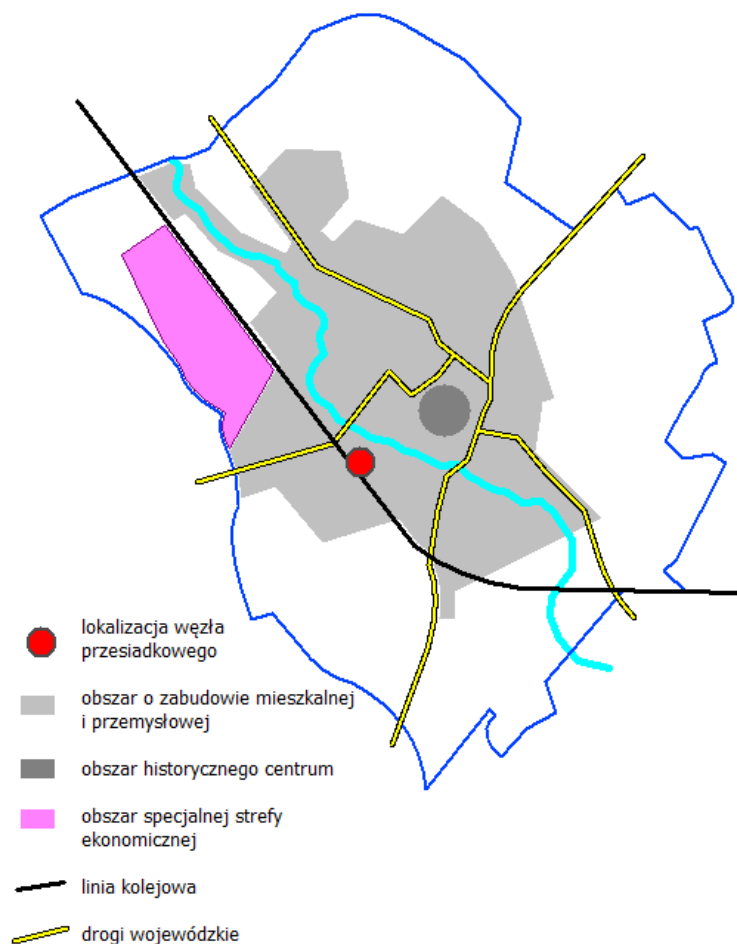 lokalizacja węzła
przesiadkowego
obszar o zabudowie mieszkalnej
i przemysłowej
obszar historycznego centrum
obszar specjalnej strefy
ekonomicznej
linia kolejowa
drogi wojewódzkie